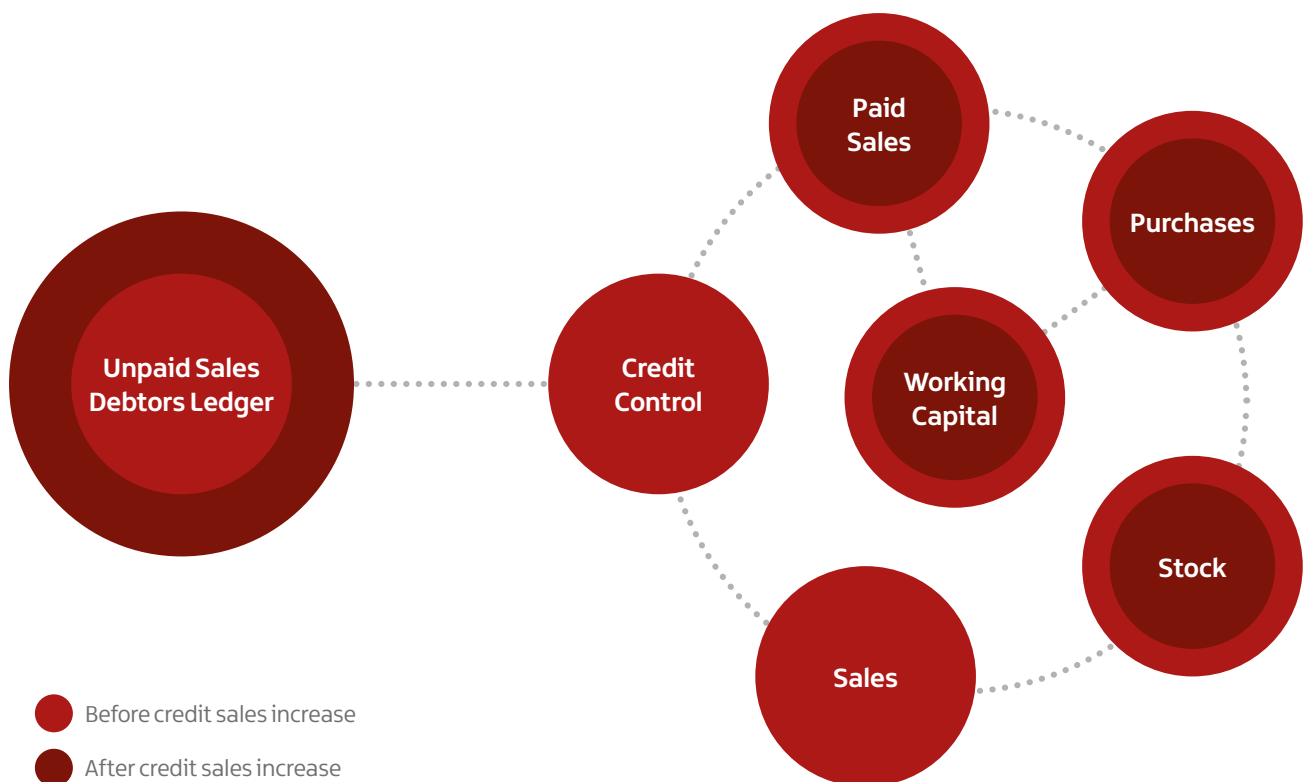 Paid
Sales
Purchases
Unpaid Sales
Debtors Ledger
Credit
Control
Working
Capital
Stock
Sales
Before credit sales increase
After credit sales increase